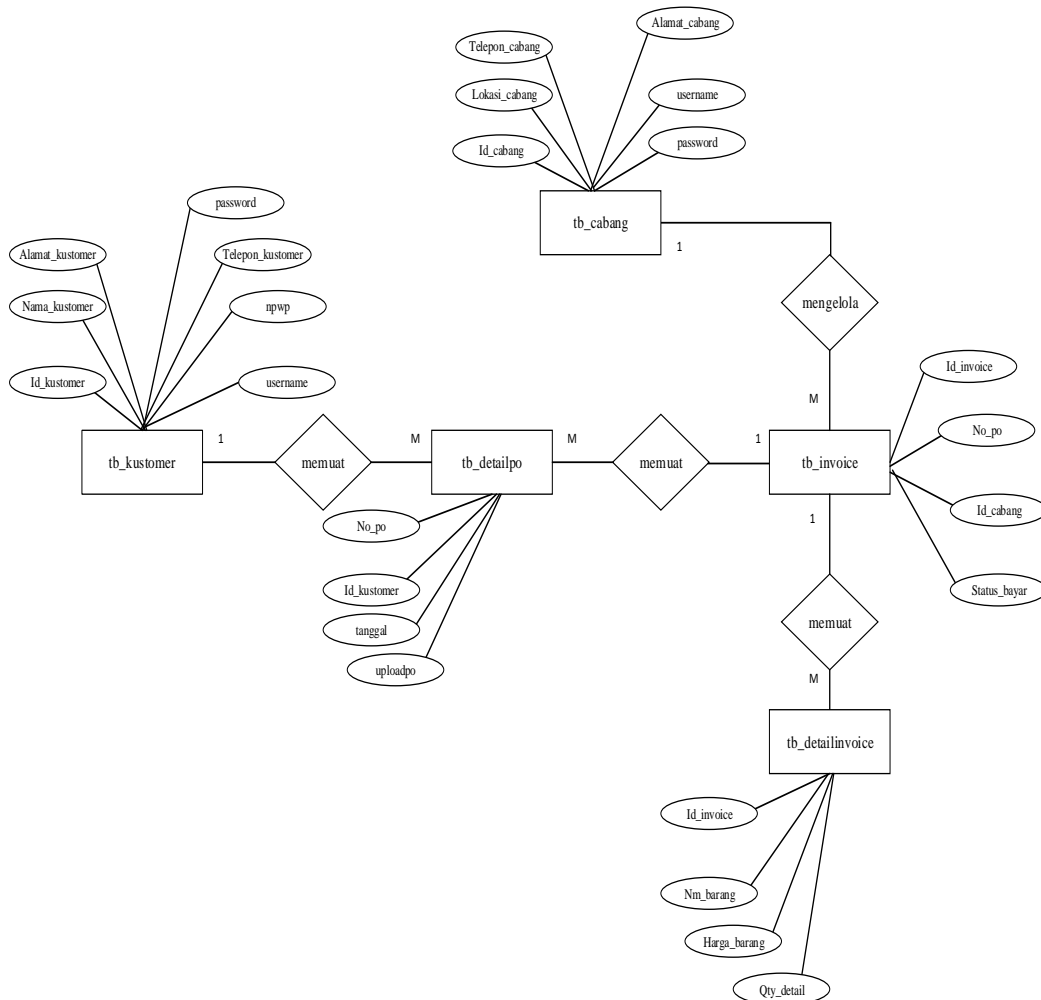 Alamat_cabang
Telepon_cabang
Lokasi_cabang
username
Id_cabang
password
tb_cabang
1
mengelola
M
password
Alamat_kustomer
Telepon_kustomer
Nama_kustomer
npwp
Id_kustomer
username
tb_kustomer
1
memuat
M
tb_detailpo
M
memuat
1
tb_invoice
Id_invoice
No_po
Id_cabang
Status_bayar
No_po
Id_kustomer
tanggal
uploadpo
1
memuat
M
tb_detailinvoice
Id_invoice
Nm_barang
Harga_barang
Qty_detail